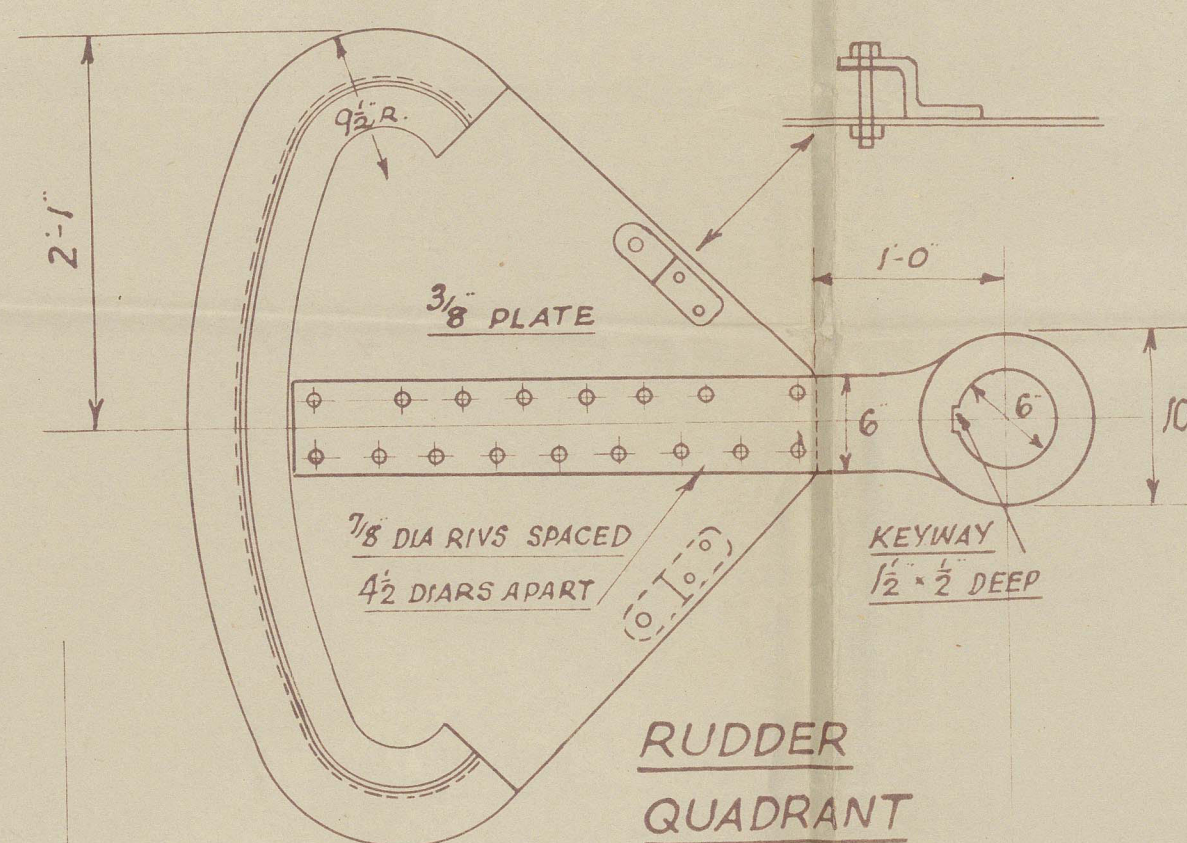 9½" R.
2'-1"
1'-0"
3/8" PLATE
6"
6"
10
7/8" DIA RIVS SPACED
4½ DIARS APART
KEYWAY
1½" × ½" DEEP
RUDDER
QUADRANT